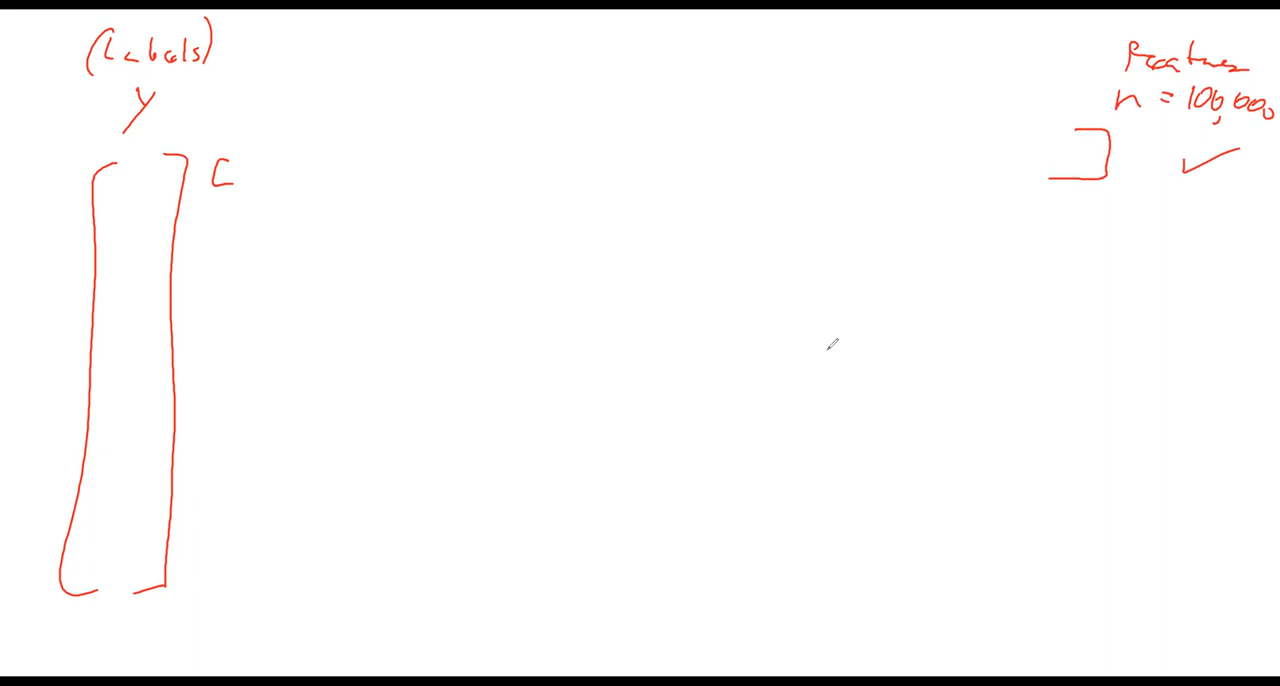 (Labels)
y
Features
n = 100,000